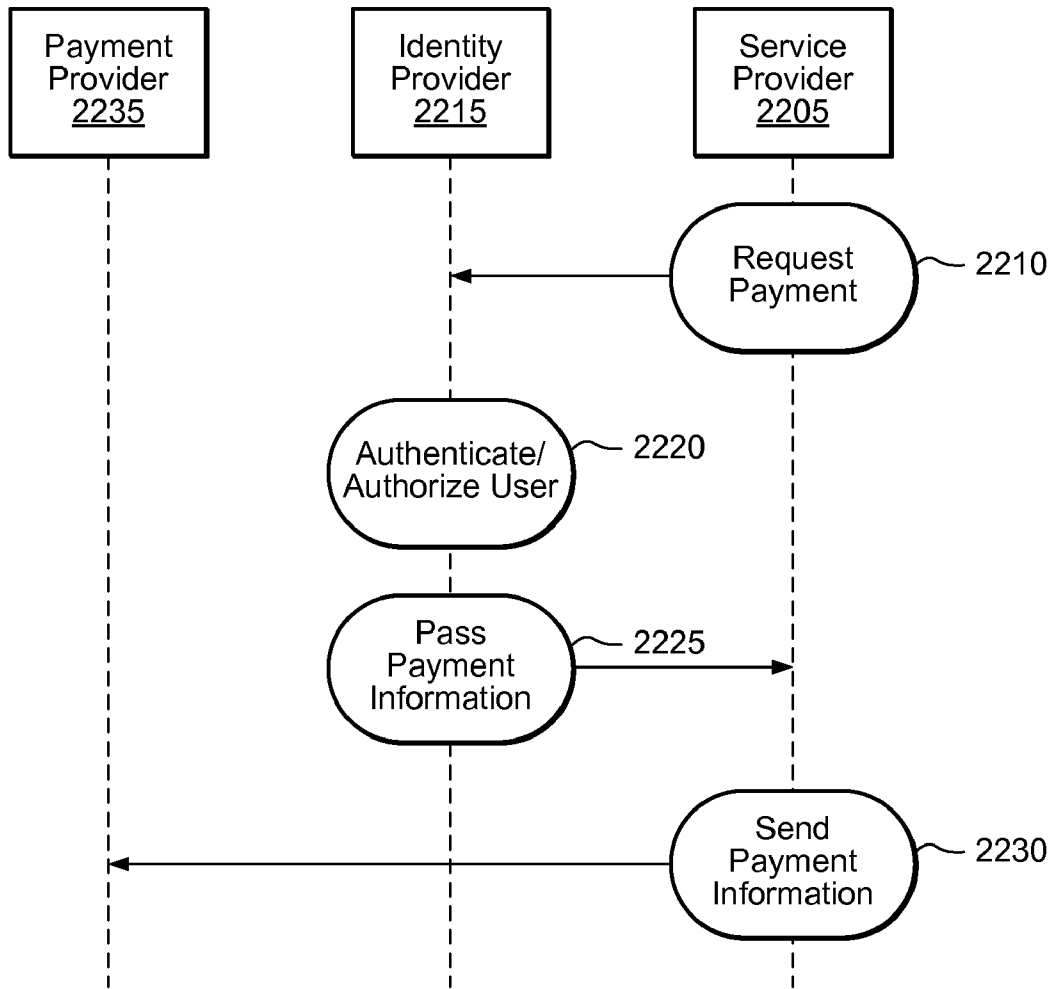 Payment
Provider
2235
Identity
Provider
2215
Service
Provider
2205
Request
Payment
2210
Authenticate/
Authorize User
2220
Pass
Payment
Information
2225
Send
Payment
Information
2230